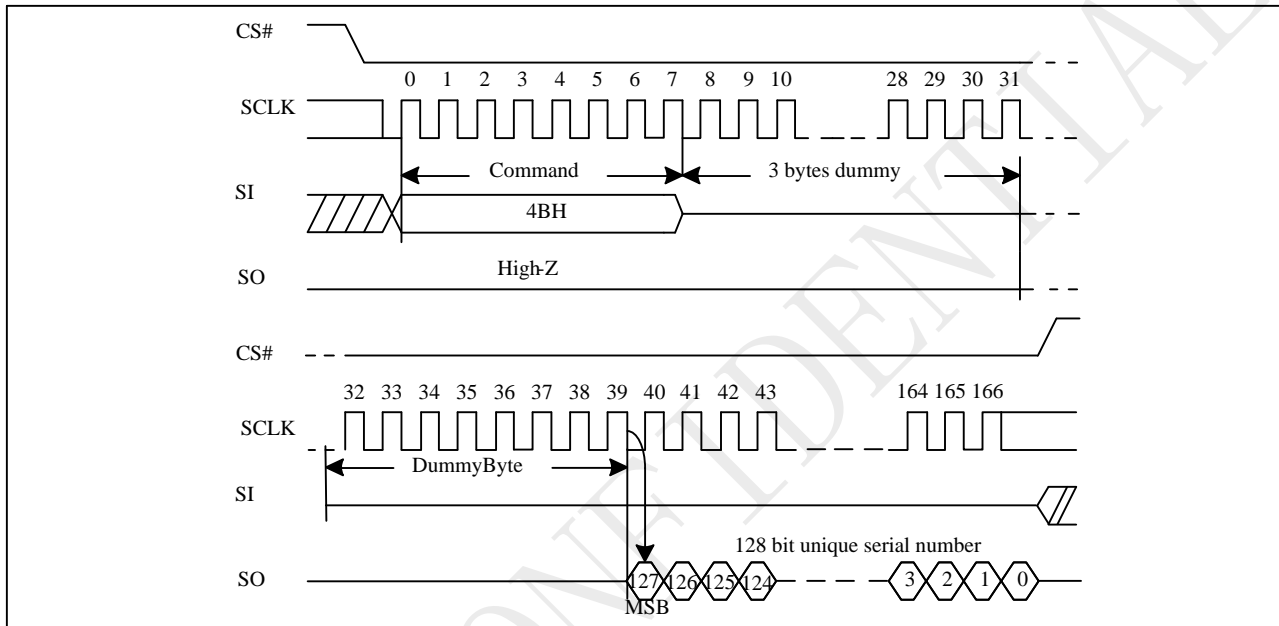 CS#
0 1 2 3 4 5 6 7 8 9 10 28 29 30 31
SCLK
Command 3 bytes dummy
SI
4BH
High-Z
SO
CS#
32 33 34 35 36 37 38 39 40 41 42 43 164 165 166
SCLK
DummyByte
SI
128 bit unique serial number
SO
127 126 125 124 3 2 1 0
MSB
ONFIDENTIAL